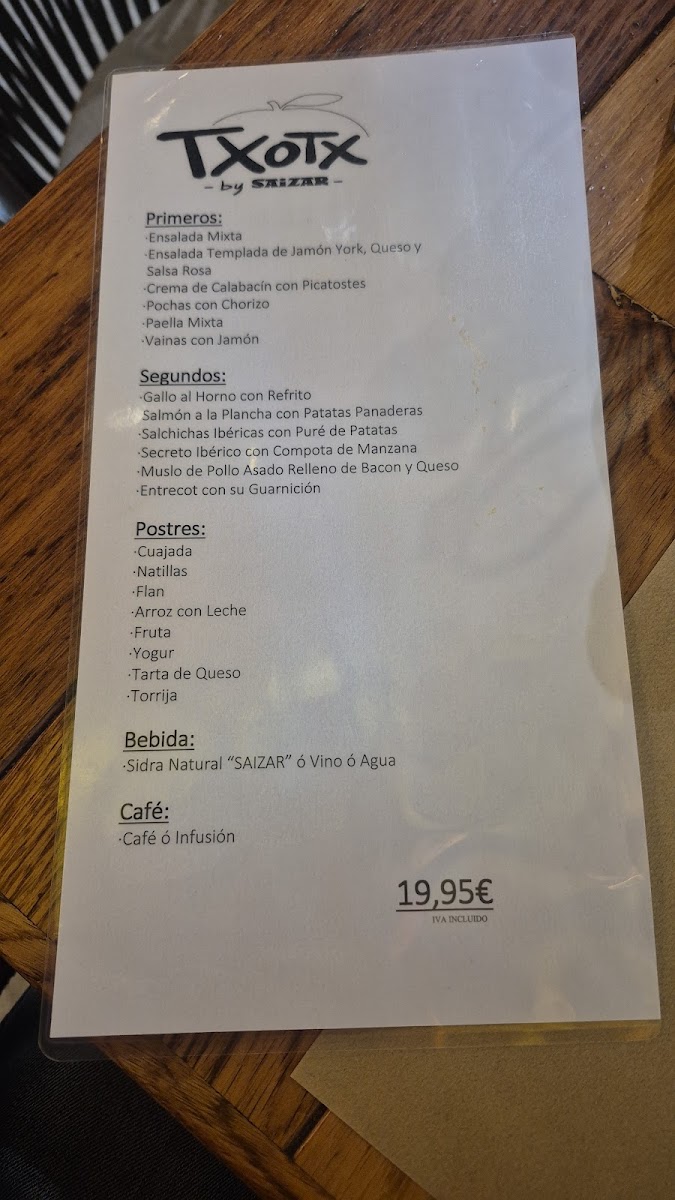 TXOTX
- by SAiZAR -
Primeros:
·Ensalada Mixta
·Ensalada Templada de Jamón York, Queso y
Salsa Rosa
·Crema de Calabacín con Picatostes
·Pochas con Chorizo
·Paella Mixta
·Vainas con Jamón
Segundos:
·Gallo al Horno con Refrito
·Salmón a la Plancha con Patatas Panaderas
·Salchichas Ibéricas con Puré de Patatas
·Secreto Ibérico con Compota de Manzana
·Muslo de Pollo Asado Relleno de Bacon y Queso
·Entrecot con su Guarnición
Postres:
·Cuajada
·Natillas
·Flan
·Arroz con Leche
·Fruta
·Yogur
·Tarta de Queso
·Torrija
Bebida:
·Sidra Natural “SAIZAR” ó Vino ó Agua
Café:
·Café ó Infusión
19,95€
IVA INCLUIDO